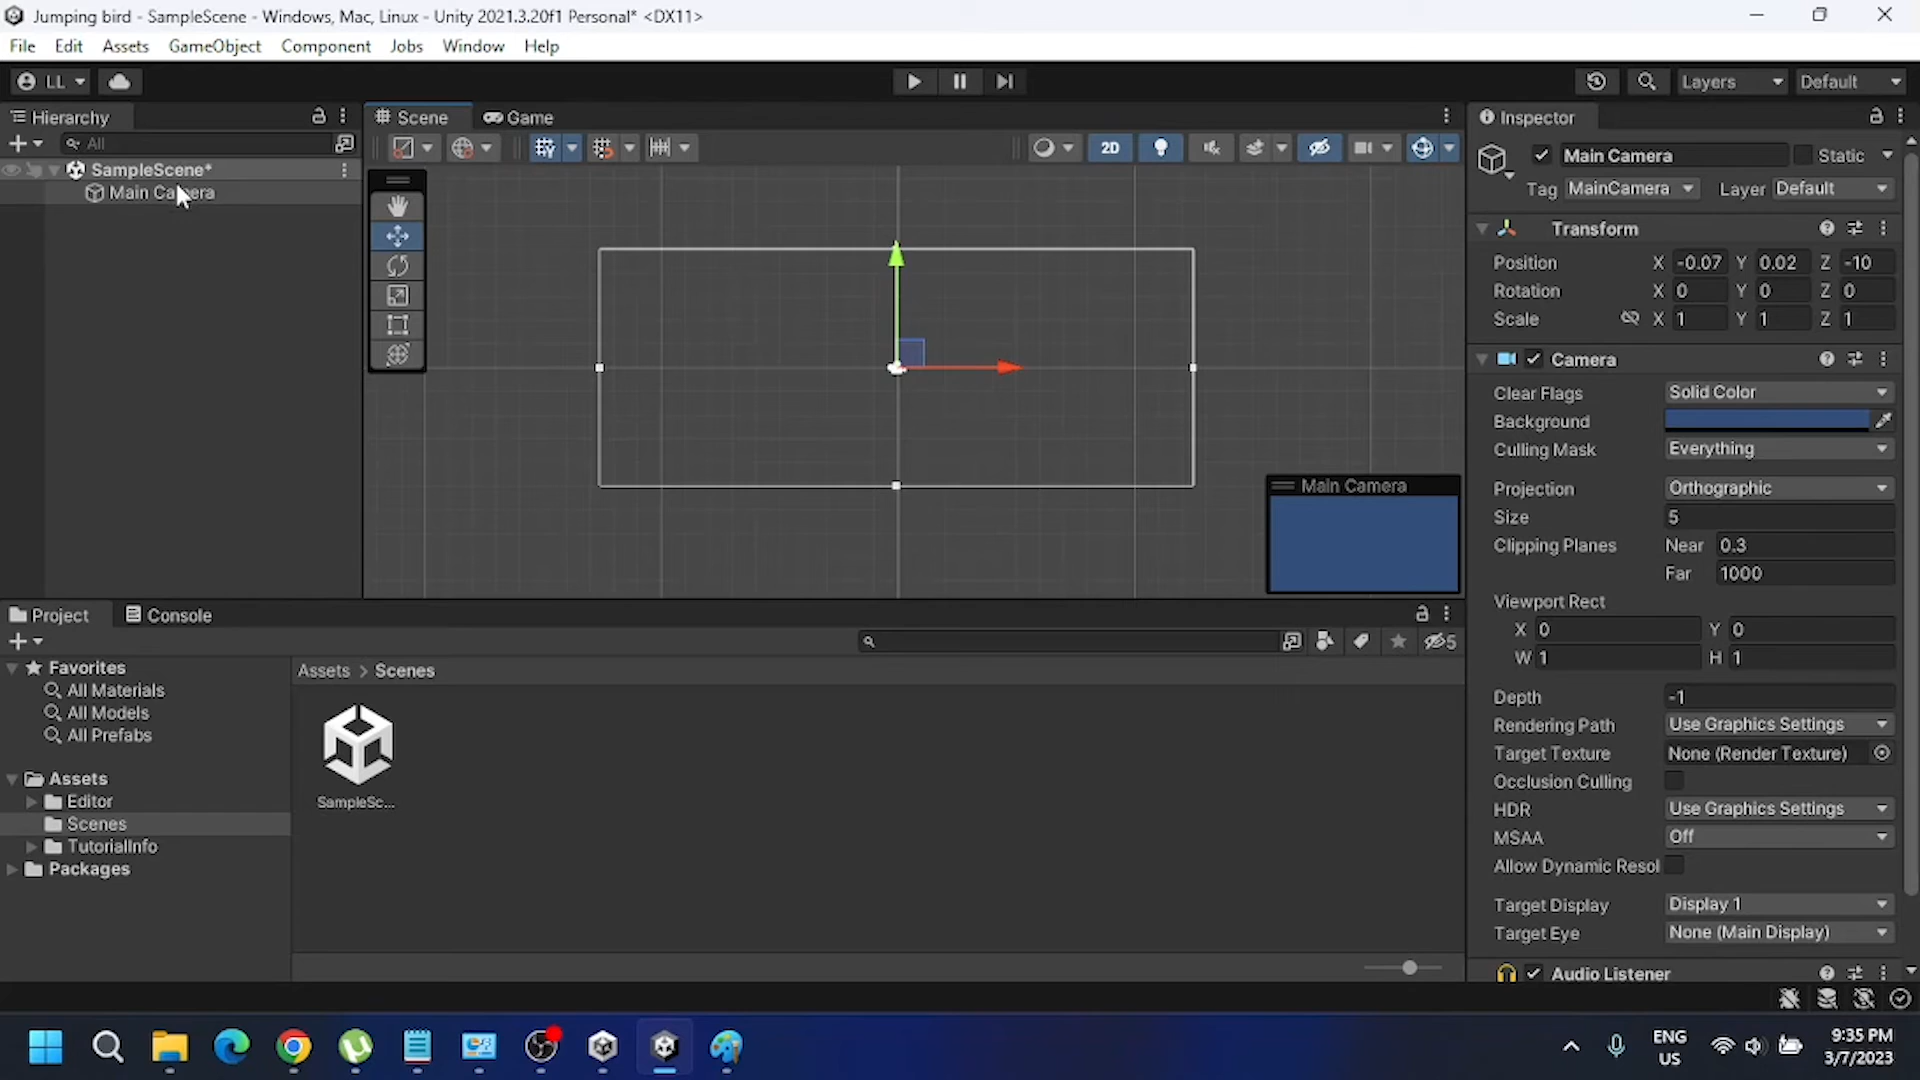 Jumping bird - SampleScene - Windows, Mac, Linux - Unity 2021.3.20f1 Personal* <DX11>
File Edit Assets GameObject Component Jobs Window Help
LL Layers Default
Hierarchy
All
SampleScene*
Main Camera
Scene Game
2D
Main Camera
Inspector
Main Camera Static
Tag MainCamera Layer Default
Transform
Position X -0.07 Y 0.02 Z -10
Rotation X 0 Y 0 Z 0
Scale X 1 Y 1 Z 1
Camera
Clear Flags Solid Color
Background
Culling Mask Everything
Projection Orthographic
Size 5
Clipping Planes Near 0.3
Far 1000
Viewport Rect
X 0 Y 0
W 1 H 1
Depth -1
Rendering Path Use Graphics Settings
Target Texture None (Render Texture)
Occlusion Culling
HDR Use Graphics Settings
MSAA Off
Allow Dynamic Resol
Target Display Display 1
Target Eye None (Main Display)
Audio Listener
Project Console
5
Favorites
All Materials
All Models
All Prefabs
Assets
Editor
Scenes
TutorialInfo
Packages
Assets > Scenes
SampleSc...
ENG
US
9:35 PM
3/7/2023